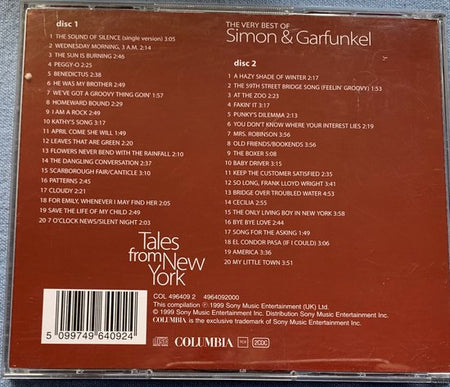 THE VERY BEST OF
Simon & Garfunkel
disc 1
1 THE SOUND OF SILENCE (single version) 3:05
2 WEDNESDAY MORNING, 3 A.M. 2:14
3 THE SUN IS BURNING 2:46
4 PEGGY-O 2:25
5 BENEDICTUS 2:38
6 HE WAS MY BROTHER 2:49
7 WE'VE GOT A GROOVY THING GOIN' 1:57
8 HOMEWARD BOUND 2:29
9 I AM A ROCK 2:49
10 KATHY'S SONG 3:17
11 APRIL COME SHE WILL 1:49
12 LEAVES THAT ARE GREEN 2:20
13 FLOWERS NEVER BEND WITH THE RAINFALL 2:10
14 THE DANGLING CONVERSATION 2:37
15 SCARBOROUGH FAIR/CANTICLE 3:10
16 PATTERNS 2:45
17 CLOUDY 2:21
18 FOR EMILY, WHENEVER I MAY FIND HER 2:05
19 SAVE THE LIFE OF MY CHILD 2:49
20 7 O'CLOCK NEWS/SILENT NIGHT 2:03
disc 2
1 A HAZY SHADE OF WINTER 2:17
2 THE 59TH STREET BRIDGE SONG (FEELIN' GROOVY) 1:53
3 AT THE ZOO 2:23
4 FAKIN' IT 3:17
5 PUNKY'S DILEMMA 2:13
6 YOU DON'T KNOW WHERE YOUR INTEREST LIES 2:19
7 MRS. ROBINSON 3:56
8 OLD FRIENDS/BOOKENDS 3:56
9 THE BOXER 5:08
10 BABY DRIVER 3:15
11 KEEP THE CUSTOMER SATISFIED 2:35
12 SO LONG, FRANK LLOYD WRIGHT 3:41
13 BRIDGE OVER TROUBLED WATER 4:53
14 CECILIA 2:55
15 THE ONLY LIVING BOY IN NEW YORK 3:58
16 BYE BYE LOVE 2:49
17 SONG FOR THE ASKING 1:49
18 EL CONDOR PASA (IF I COULD) 3:06
19 AMERICA 3:36
20 MY LITTLE TOWN 3:51
Tales
from New
York
COL 496409 2 4964092000
This compilation ℗ 1999 Sony Music Entertainment (UK) Ltd.
© 1999 Sony Music Entertainment Inc. Distribution Sony Music Entertainment Inc.
COLUMBIA is the exclusive trademark of Sony Music Entertainment Inc.
5 099749 640924
COLUMBIA
2CDC